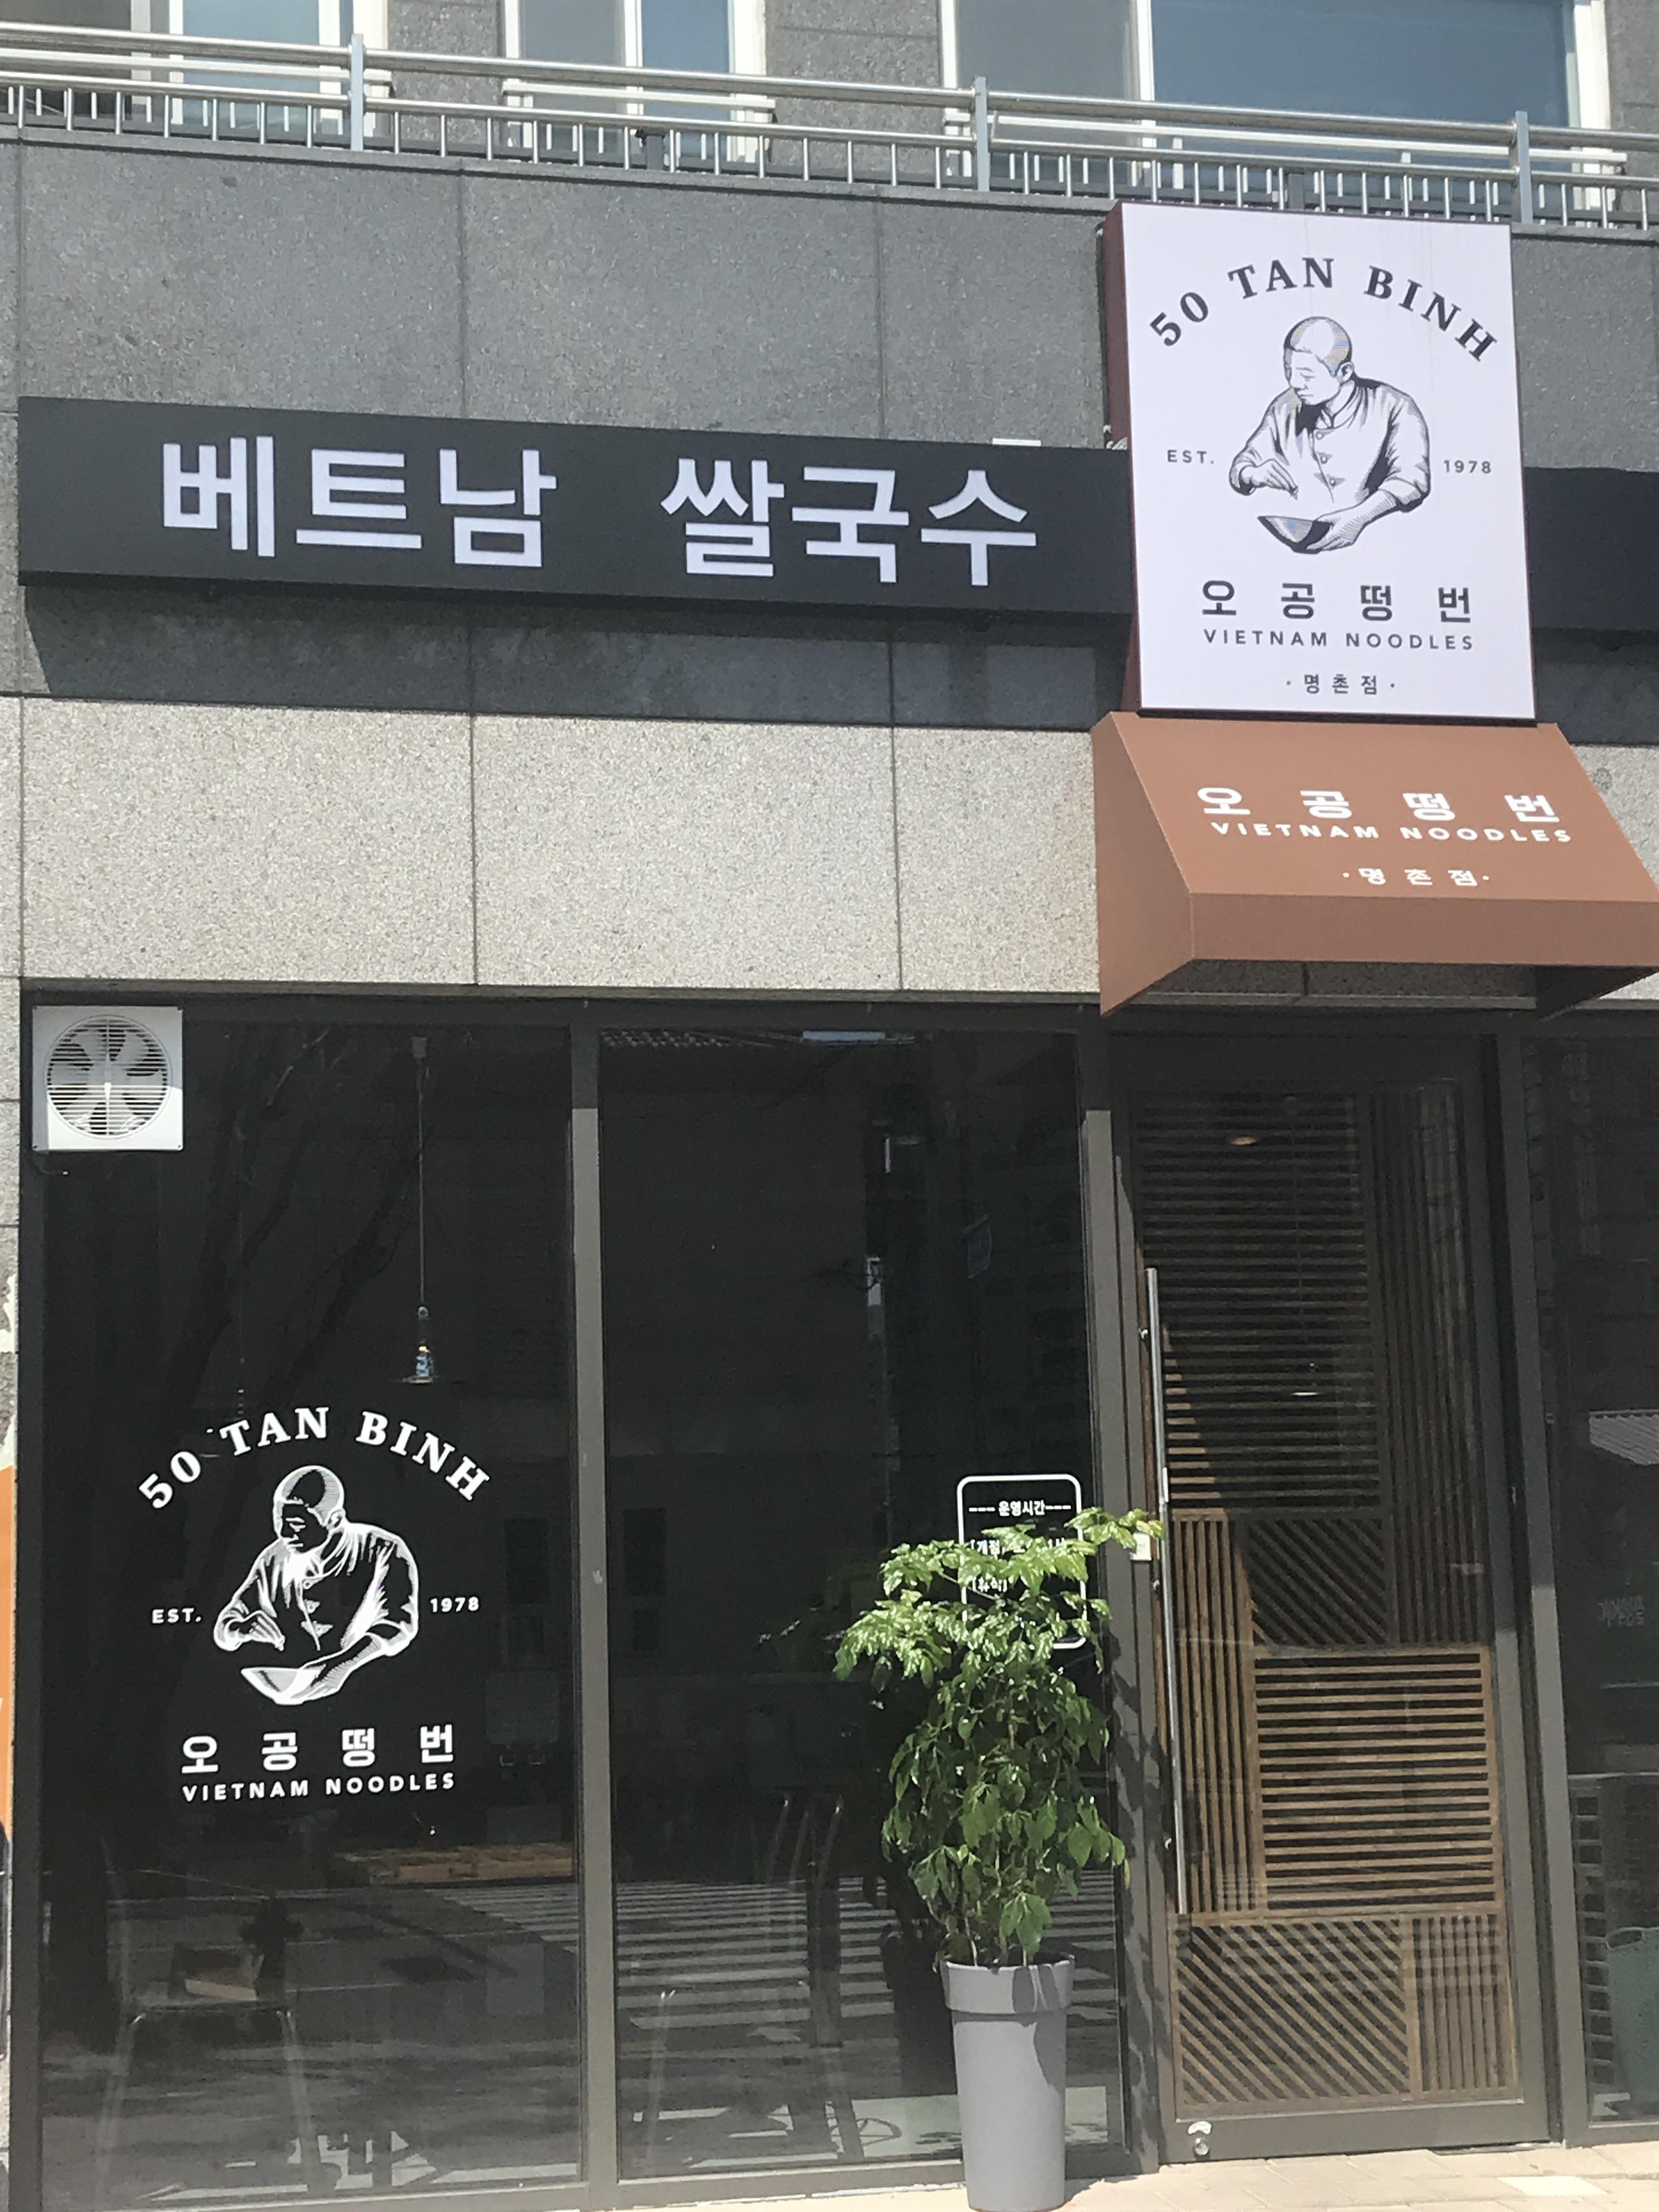 베트남 쌀국수
50 TAN BINH
EST. 1978
오공떵번
VIETNAM NOODLES
· 명촌점 ·
오공떵번
VIETNAM NOODLES
· 명촌점 ·
50 TAN BINH
EST. 1978
오공떵번
VIETNAM NOODLES
운영시간